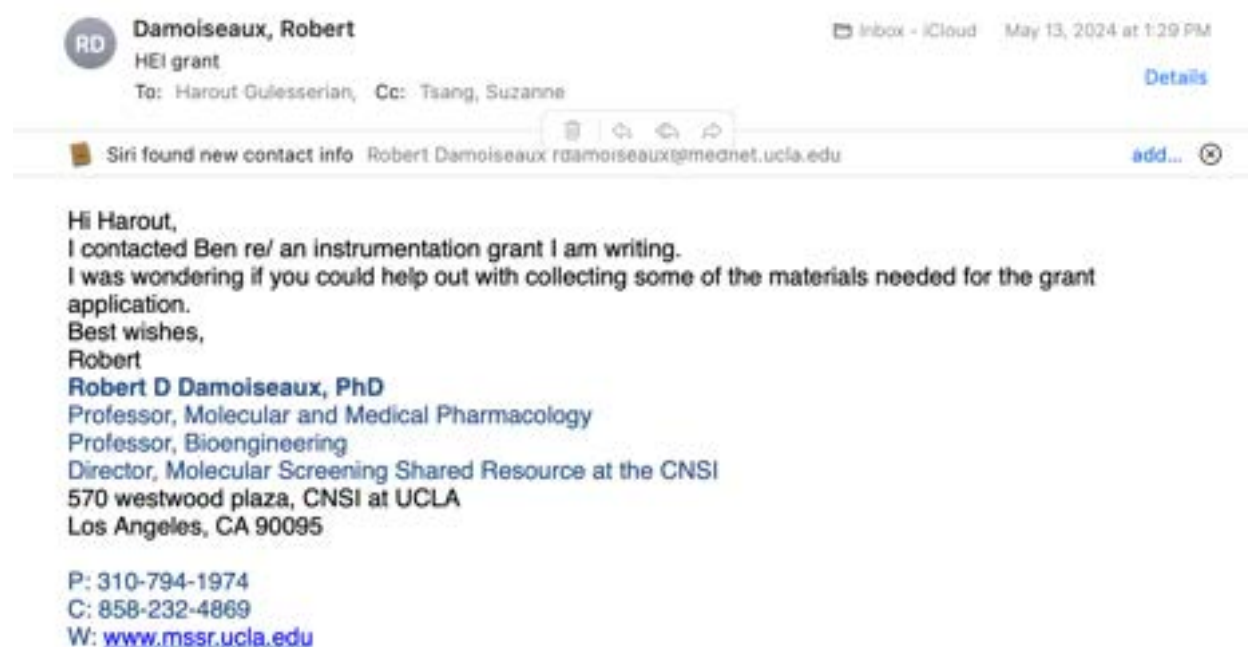 RD
Damoiseaux, Robert
Inbox - iCloud May 13, 2024 at 1:29 PM
HEI grant
Details
To: Harout Gulesserian, Cc: Tsang, Suzanne
Siri found new contact info Robert Damoiseaux rdamoiseaux@mednet.ucla.edu add...
Hi Harout,
I contacted Ben re/ an instrumentation grant I am writing.
I was wondering if you could help out with collecting some of the materials needed for the grant
application.
Best wishes,
Robert
Robert D Damoiseaux, PhD
Professor, Molecular and Medical Pharmacology
Professor, Bioengineering
Director, Molecular Screening Shared Resource at the CNSI
570 westwood plaza, CNSI at UCLA
Los Angeles, CA 90095
P: 310-794-1974
C: 858-232-4869
W: www.mssr.ucla.edu